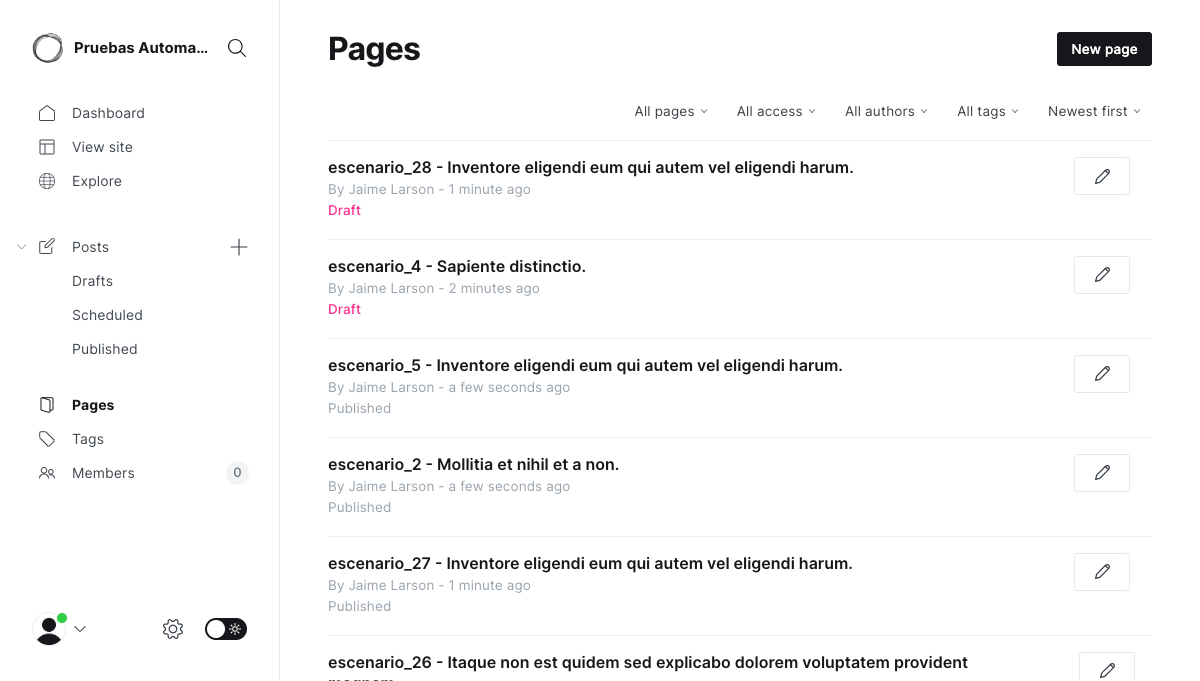 Pruebas Automa...
Dashboard
View site
Explore
Posts
Drafts
Scheduled
Published
Pages
Tags
Members
0
Pages
New page
All pages
All access
All authors
All tags
Newest first
escenario_28 - Inventore eligendi eum qui autem vel eligendi harum.
By Jaime Larson - 1 minute ago
Draft
escenario_4 - Sapiente distinctio.
By Jaime Larson - 2 minutes ago
Draft
escenario_5 - Inventore eligendi eum qui autem vel eligendi harum.
By Jaime Larson - a few seconds ago
Published
escenario_2 - Mollitia et nihil et a non.
By Jaime Larson - a few seconds ago
Published
escenario_27 - Inventore eligendi eum qui autem vel eligendi harum.
By Jaime Larson - 1 minute ago
Published
escenario_26 - Itaque non est quidem sed explicabo dolorem voluptatem provident